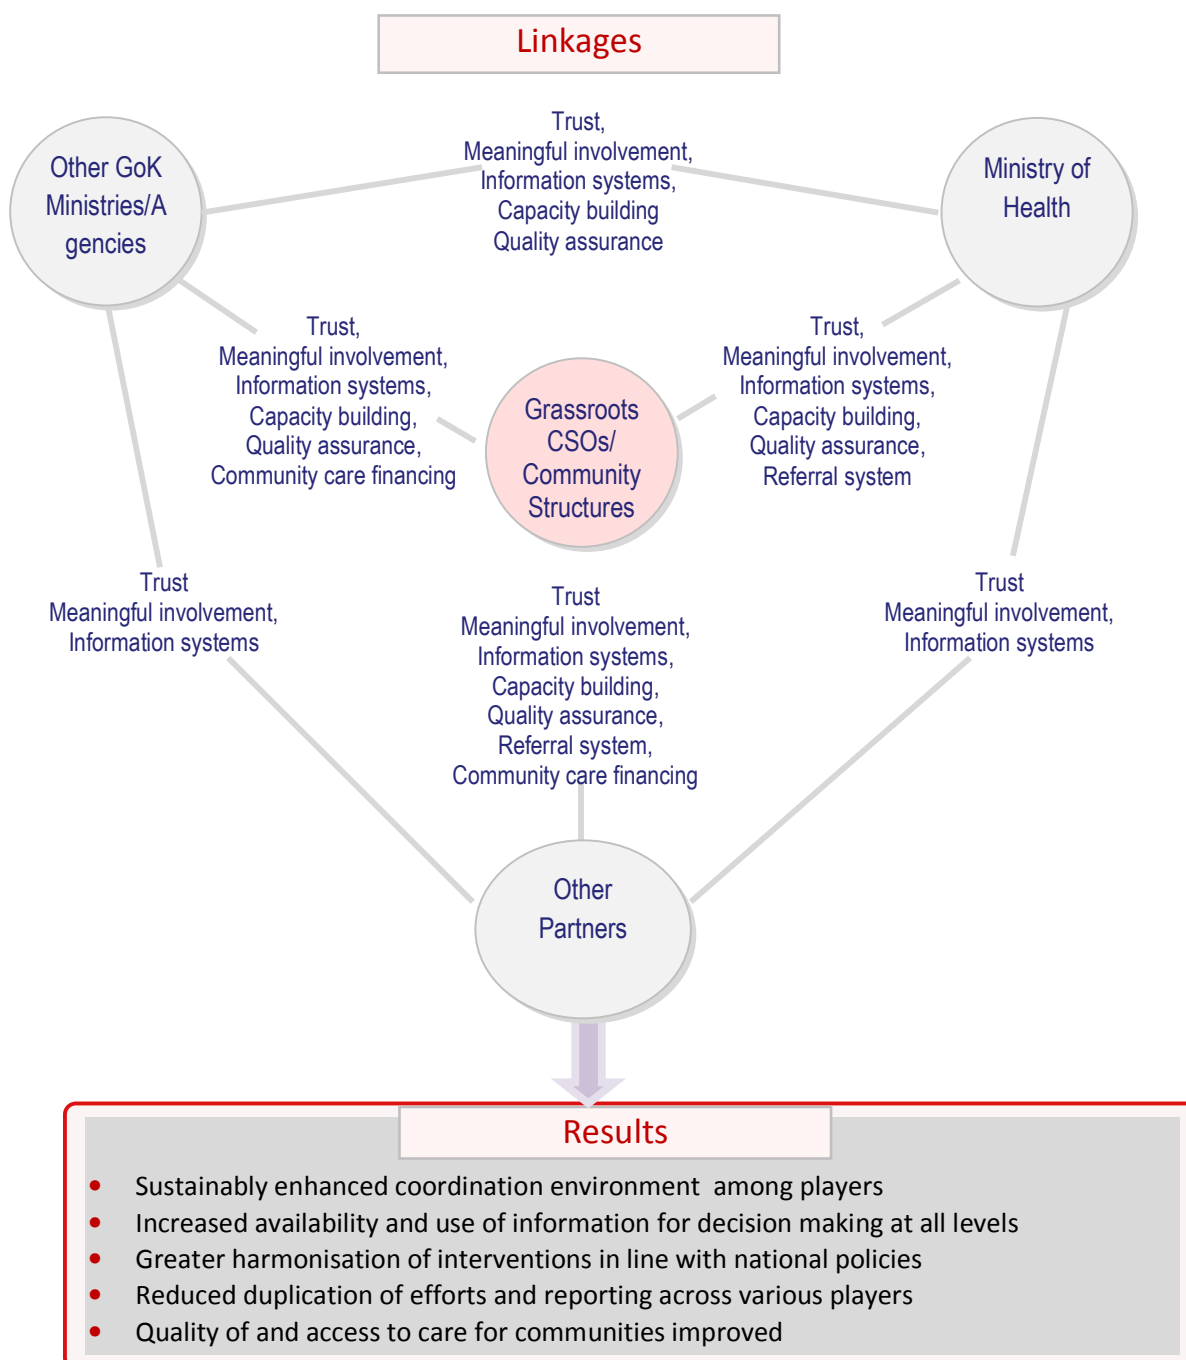 Linkages
Other GoK
Ministries/A
gencies
Trust,
Meaningful involvement,
Information systems,
Capacity building
Quality assurance
Ministry of
Health
Trust,
Meaningful involvement,
Information systems,
Capacity building,
Quality assurance,
Community care financing
Grassroots
CSOs/
Community
Structures
Trust,
Meaningful involvement,
Information systems,
Capacity building,
Quality assurance,
Referral system
Trust
Meaningful involvement,
Information systems
Trust
Meaningful involvement,
Information systems,
Capacity building,
Quality assurance,
Referral system,
Community care financing
Trust
Meaningful involvement,
Information systems
Other
Partners
Results
• Sustainably enhanced coordination environment among players
• Increased availability and use of information for decision making at all levels
• Greater harmonisation of interventions in line with national policies
• Reduced duplication of efforts and reporting across various players
• Quality of and access to care for communities improved